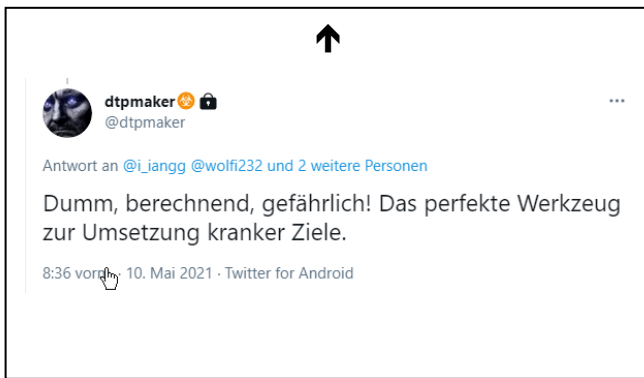 dtpmaker
@dtpmaker
Antwort an @i_iangg @wolfi232 und 2 weitere Personen
Dumm, berechnend, gefährlich! Das perfekte Werkzeug
zur Umsetzung kranker Ziele.
8:36 · 10. Mai 2021 · Twitter for Android